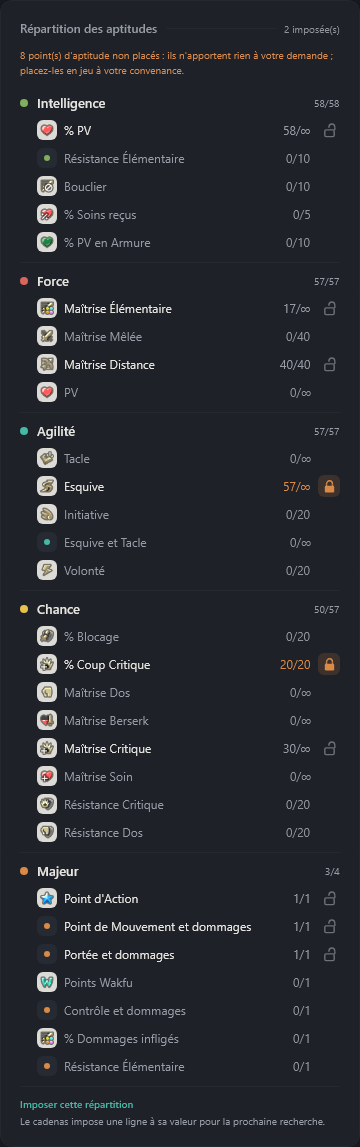 Répartition des aptitudes 2 imposée(s)
8 point(s) d'aptitude non placés : ils n'apportent rien à votre demande ;
placez-les en jeu à votre convenance.
Intelligence 58/58
% PV 58/∞
Résistance Élémentaire 0/10
Bouclier 0/10
% Soins reçus 0/5
% PV en Armure 0/10
Force 57/57
Maîtrise Élémentaire 17/∞
Maîtrise Mêlée 0/40
Maîtrise Distance 40/40
PV 0/∞
Agilité 57/57
Tacle 0/∞
Esquive 57/∞
Initiative 0/20
Esquive et Tacle 0/∞
Volonté 0/20
Chance 50/57
% Blocage 0/20
% Coup Critique 20/20
Maîtrise Dos 0/∞
Maîtrise Berserk 0/∞
Maîtrise Critique 30/∞
Maîtrise Soin 0/∞
Résistance Critique 0/20
Résistance Dos 0/20
Majeur 3/4
Point d'Action 1/1
Point de Mouvement et dommages 1/1
Portée et dommages 1/1
Points Wakfu 0/1
Contrôle et dommages 0/1
% Dommages infligés 0/1
Résistance Élémentaire 0/1
Imposer cette répartition
Le cadenas impose une ligne à sa valeur pour la prochaine recherche.